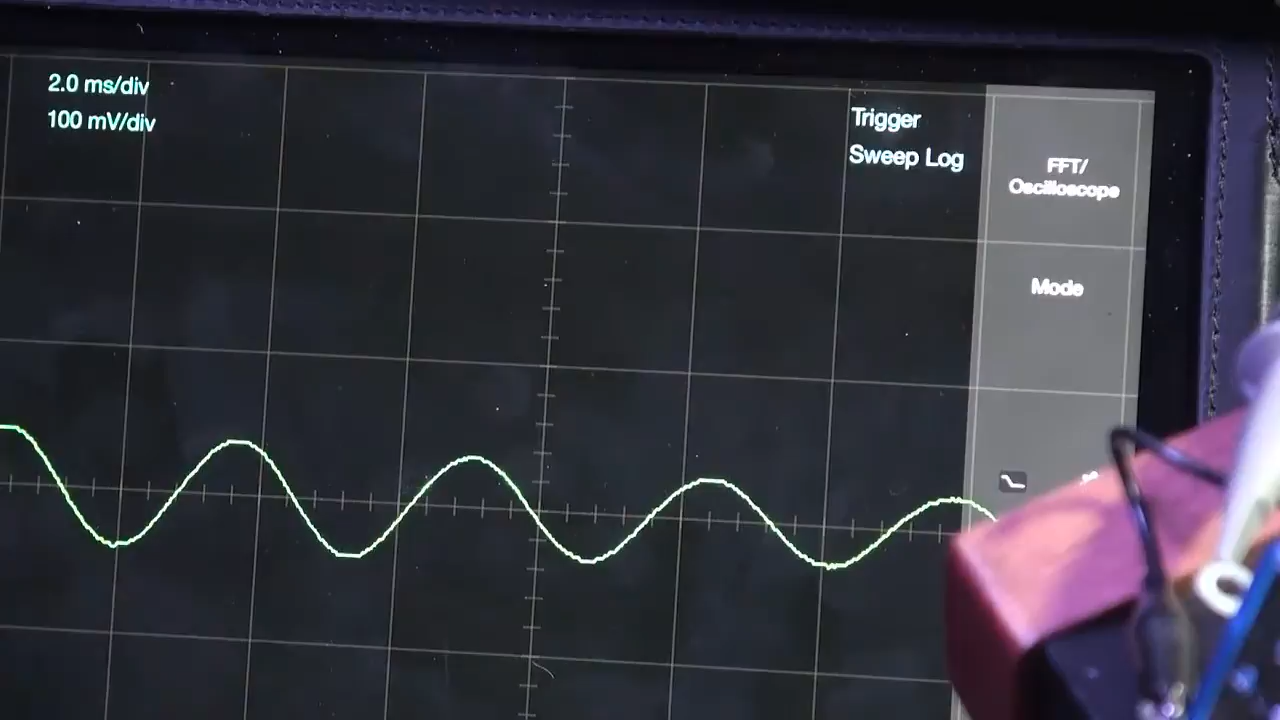 2.0 ms/div
100 mV/div
Trigger
Sweep Log
FFT/
Oscilloscope
Mode